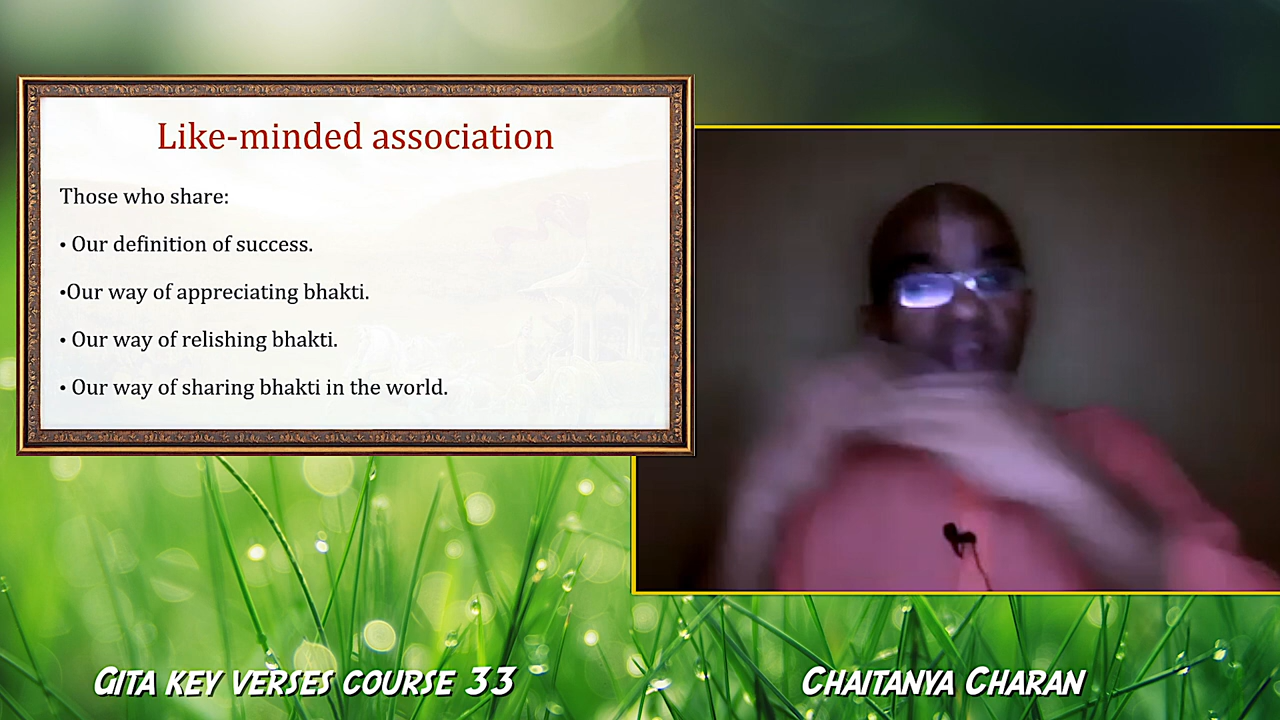 Like-minded association
Those who share:
• Our definition of success.
•Our way of appreciating bhakti.
• Our way of relishing bhakti.
• Our way of sharing bhakti in the world.
GITA KEY VERSES COURSE 33
CHAITANYA CHARAN